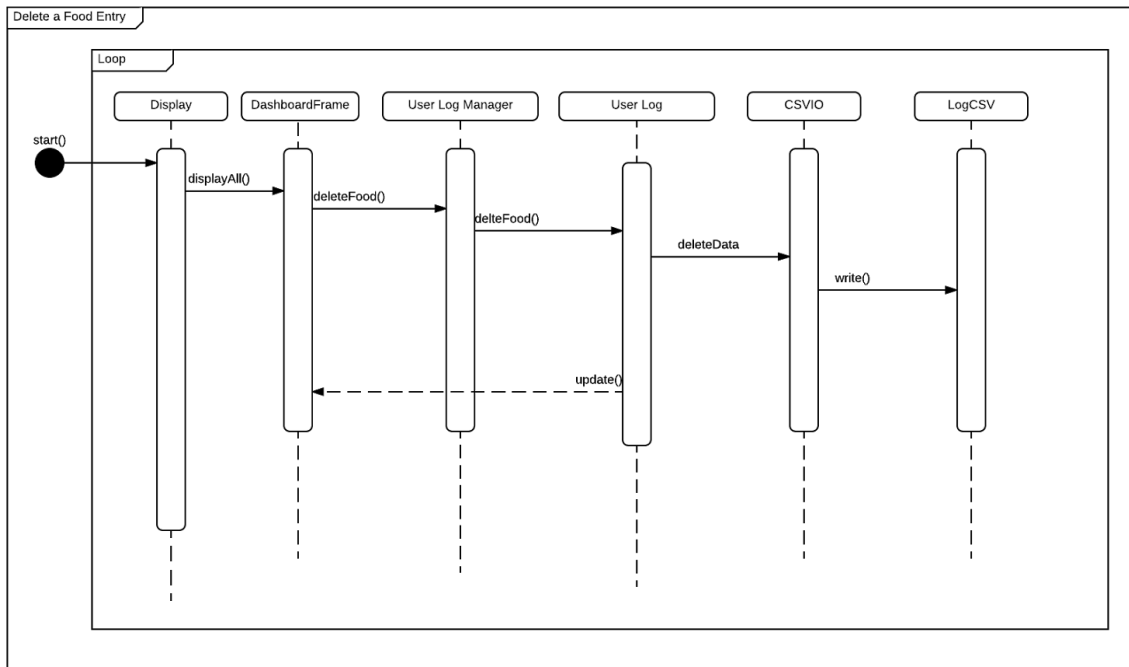 Delete a Food Entry
Loop
Display
DashboardFrame
User Log Manager
User Log
CSVIO
LogCSV
start()
displayAll()
deleteFood()
delteFood()
deleteData
write()
update()